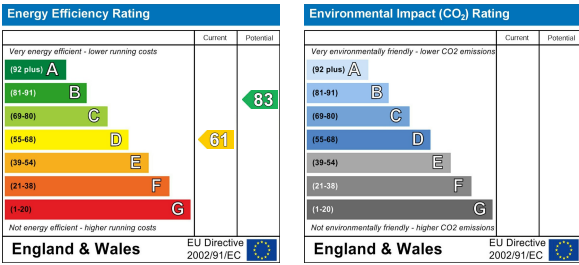 Energy Efficiency Rating
Current Potential
Very energy efficient - lower running costs
(92 plus) A
(81-91) B
83
(69-80) C
(55-68) D
61
(39-54) E
(21-38) F
(1-20) G
Not energy efficient - higher running costs
England & Wales
EU Directive
2002/91/EC
Environmental Impact (CO₂) Rating
Current Potential
Very environmentally friendly - lower CO2 emissions
(92 plus) A
(81-91) B
(69-80) C
(55-68) D
(39-54) E
(21-38) F
(1-20) G
Not environmentally friendly - higher CO2 emissions
England & Wales
EU Directive
2002/91/EC